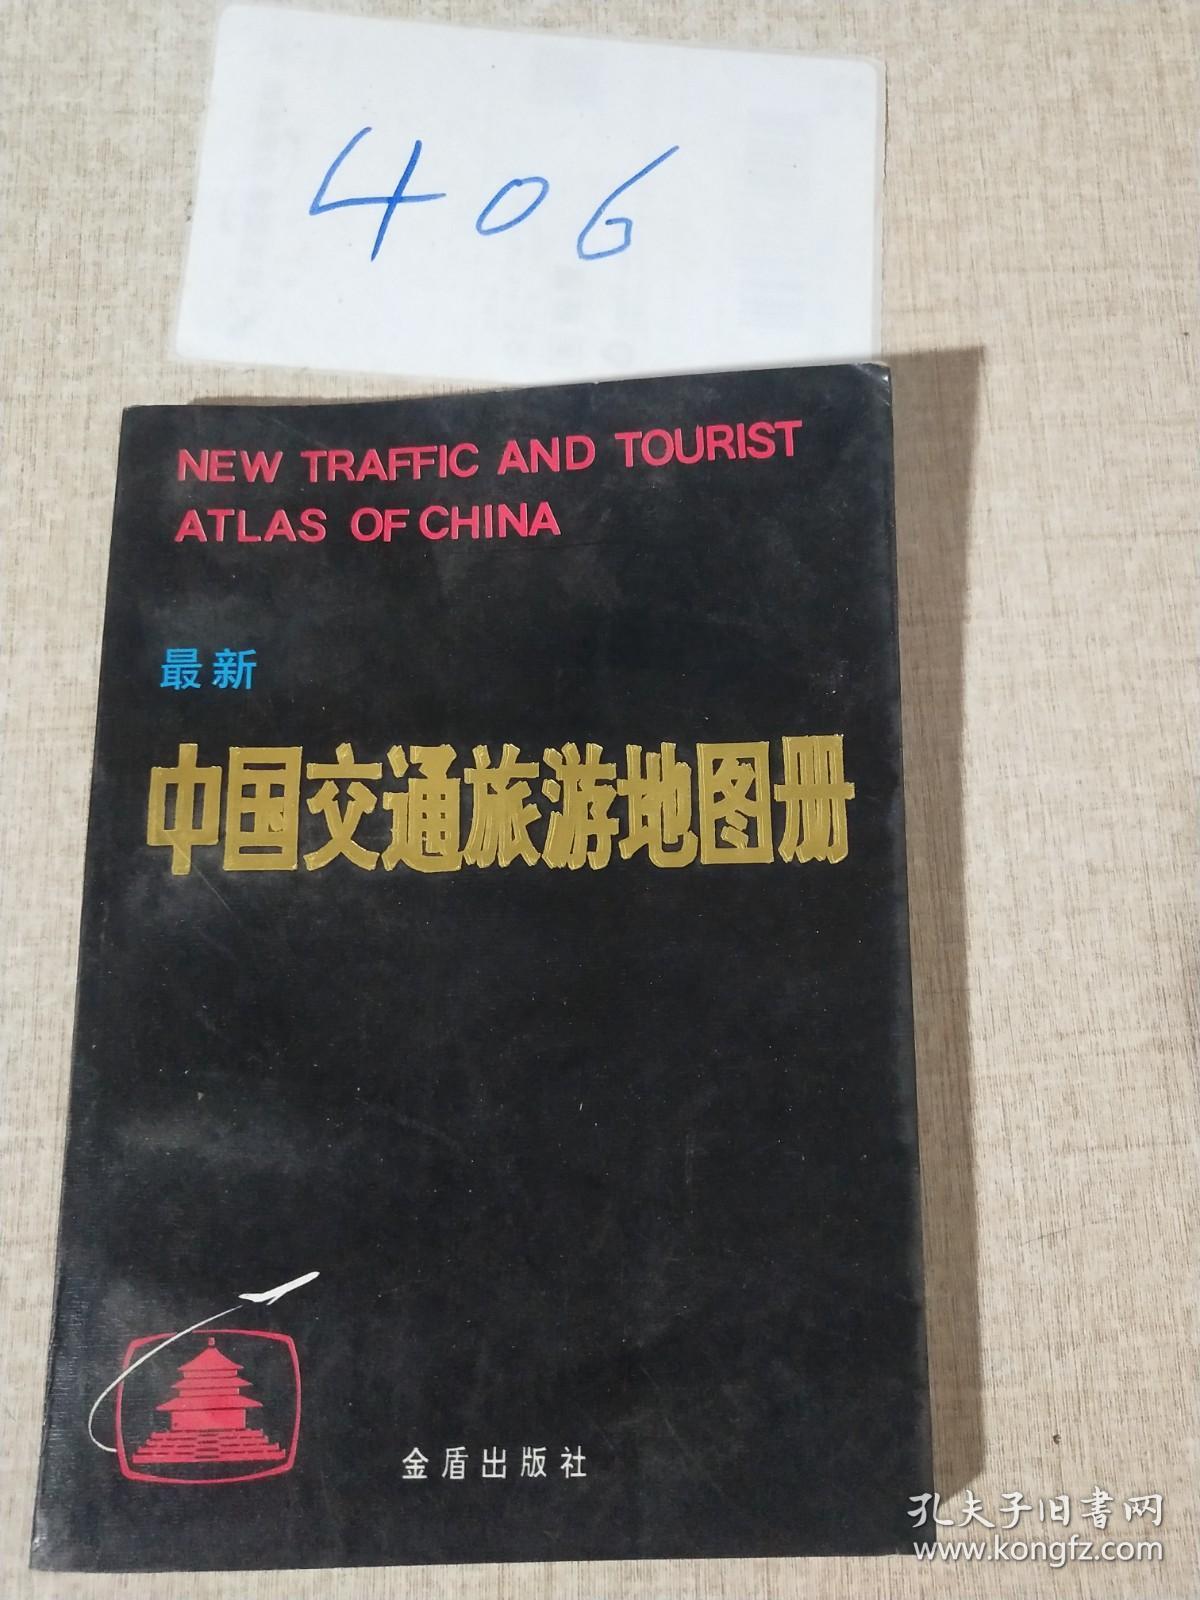 406
NEW TRAFFIC AND TOURIST
ATLAS OF CHINA
最新
中国交通旅游地图册
金盾出版社
孔夫子旧书网
www.kongfz.com